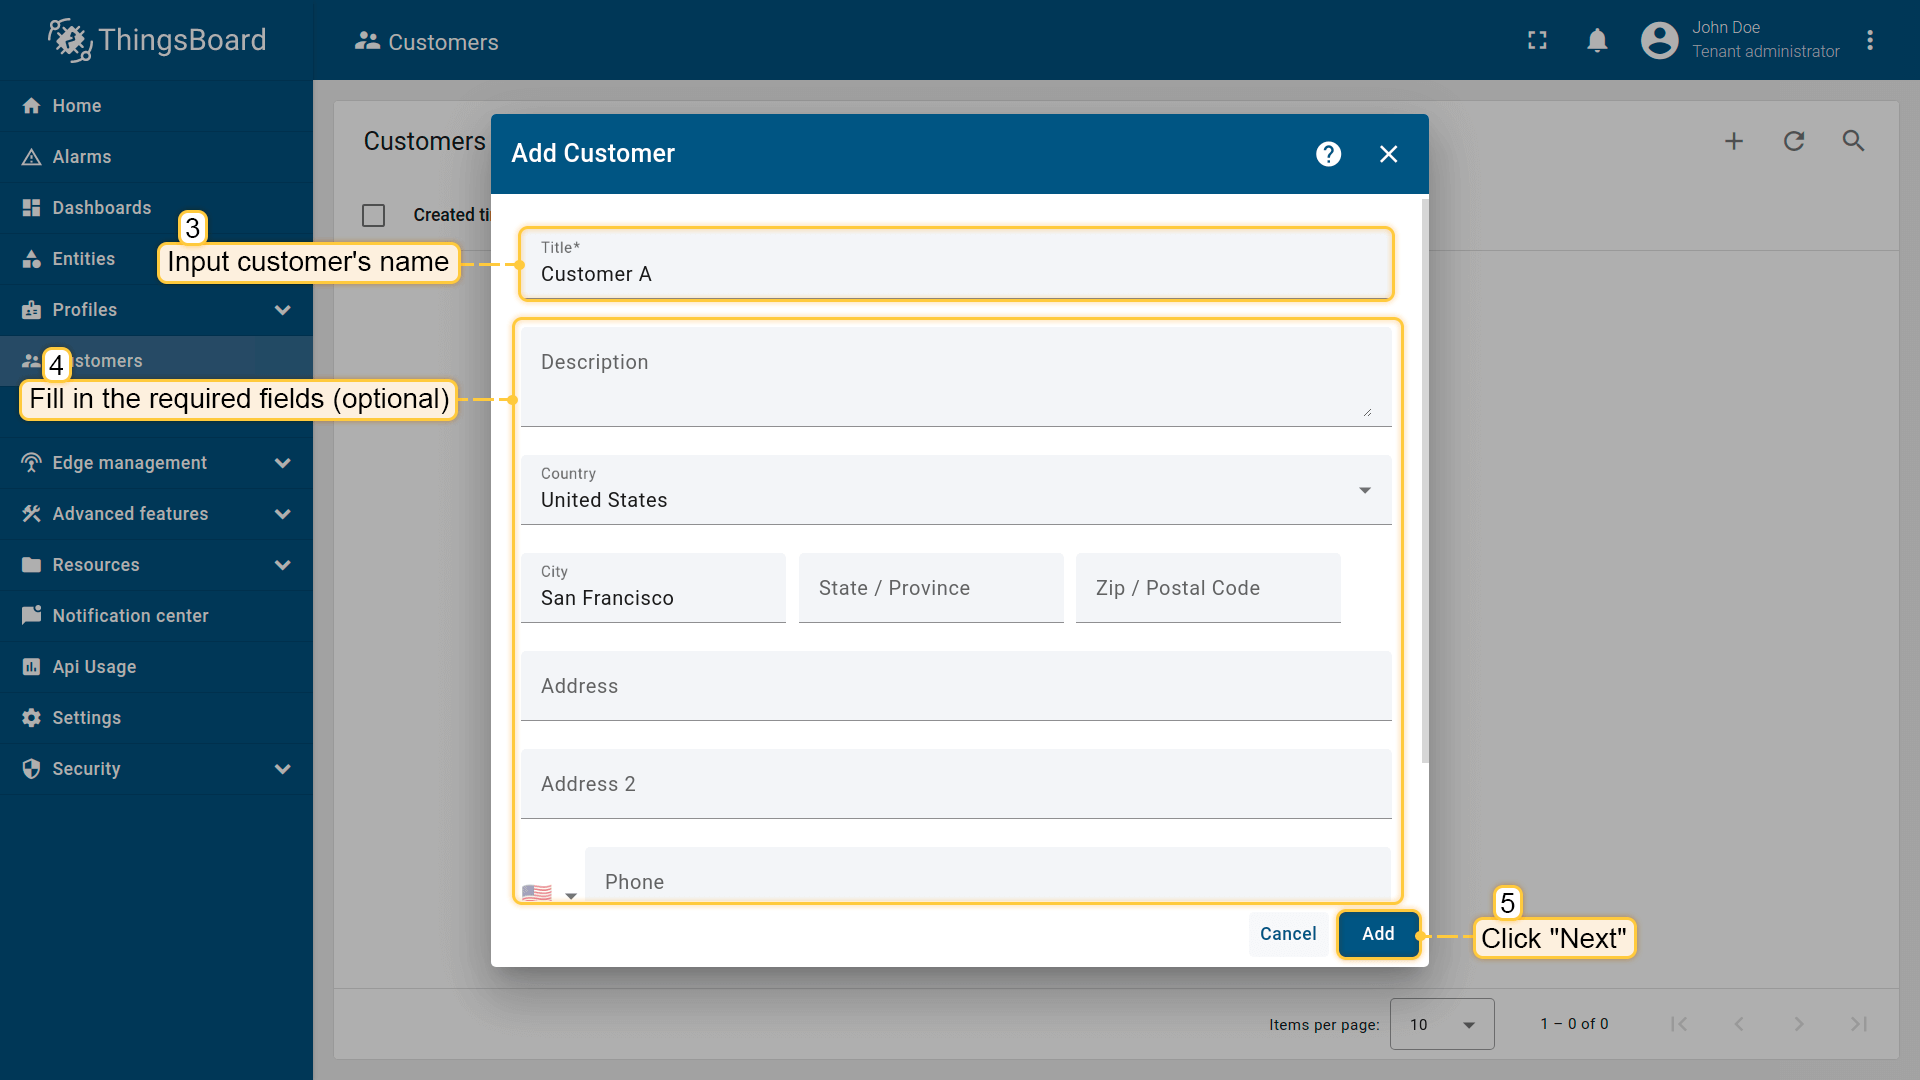 ThingsBoard
Customers
John Doe
Tenant administrator
Home
Alarms
Dashboards
Entities
Profiles
stomers
Edge management
Advanced features
Resources
Notification center
Api Usage
Settings
Security
Customers
Created ti
Add Customer
?
3
Input customer's name
Title*
Customer A
4
Fill in the required fields (optional)
Description
Country
United States
City
San Francisco
State / Province
Zip / Postal Code
Address
Address 2
Phone
Cancel
Add
5
Click "Next"
Items per page:
10
1 – 0 of 0